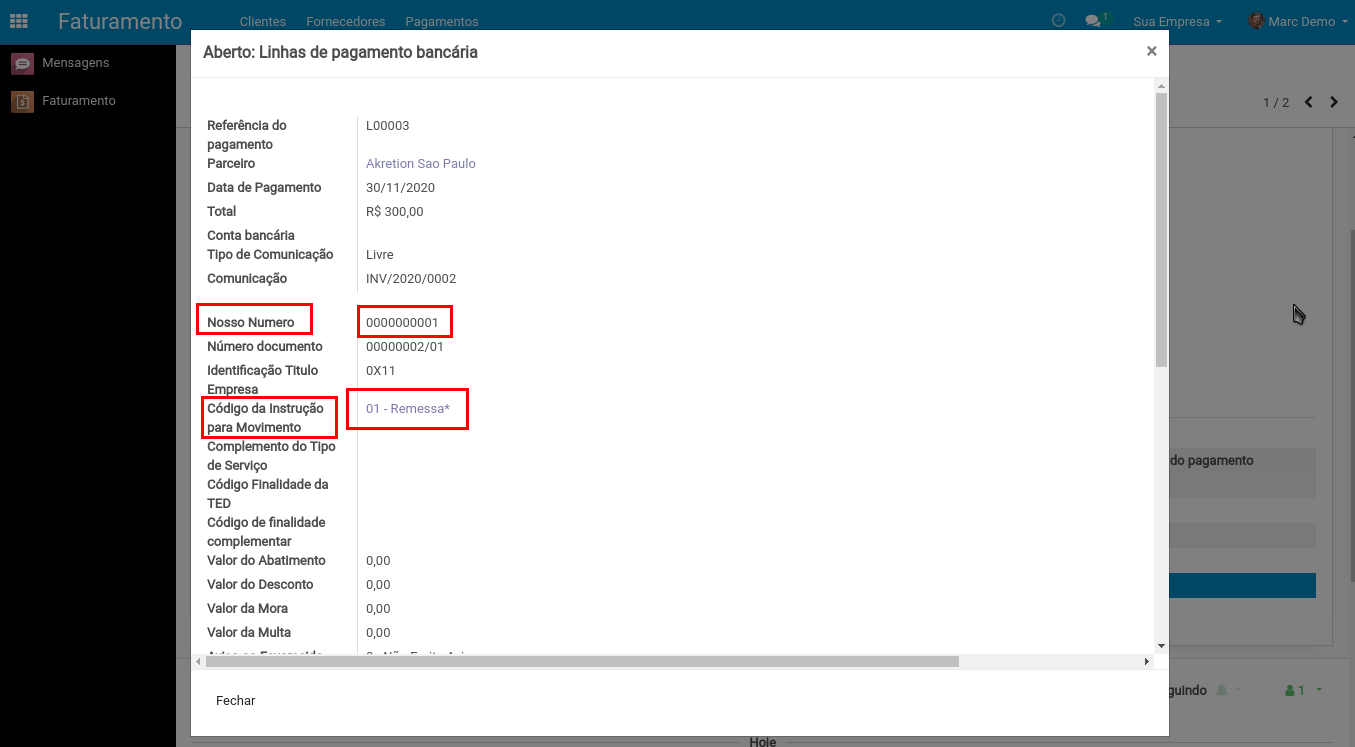 Faturamento Clientes Fornecedores Pagamentos 1 Sua Empresa Marc Demo
Mensagens
Faturamento
Aberto: Linhas de pagamento bancária ×
1 / 2
Referência do pagamento L00003
Parceiro Akretion Sao Paulo
Data de Pagamento 30/11/2020
Total R$ 300,00
Conta bancária
Tipo de Comunicação Livre
Comunicação INV/2020/0002
Nosso Numero 0000000001
Número documento 00000002/01
Identificação Titulo Empresa 0X11
Código da Instrução para Movimento 01 - Remessa*
Complemento do Tipo de Serviço
Código Finalidade da TED
Código de finalidade complementar
Valor do Abatimento 0,00
Valor do Desconto 0,00
Valor da Mora 0,00
Valor da Multa 0,00
do pagamento
guindo 1
Fechar
Hoje